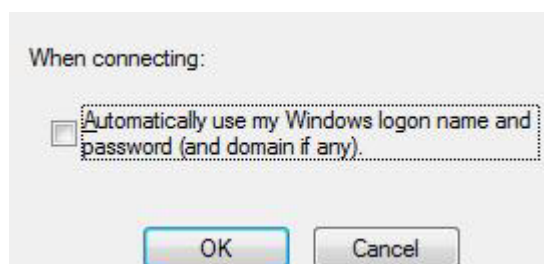 When connecting:
Automatically use my Windows logon name and
password (and domain if any).
OK
Cancel